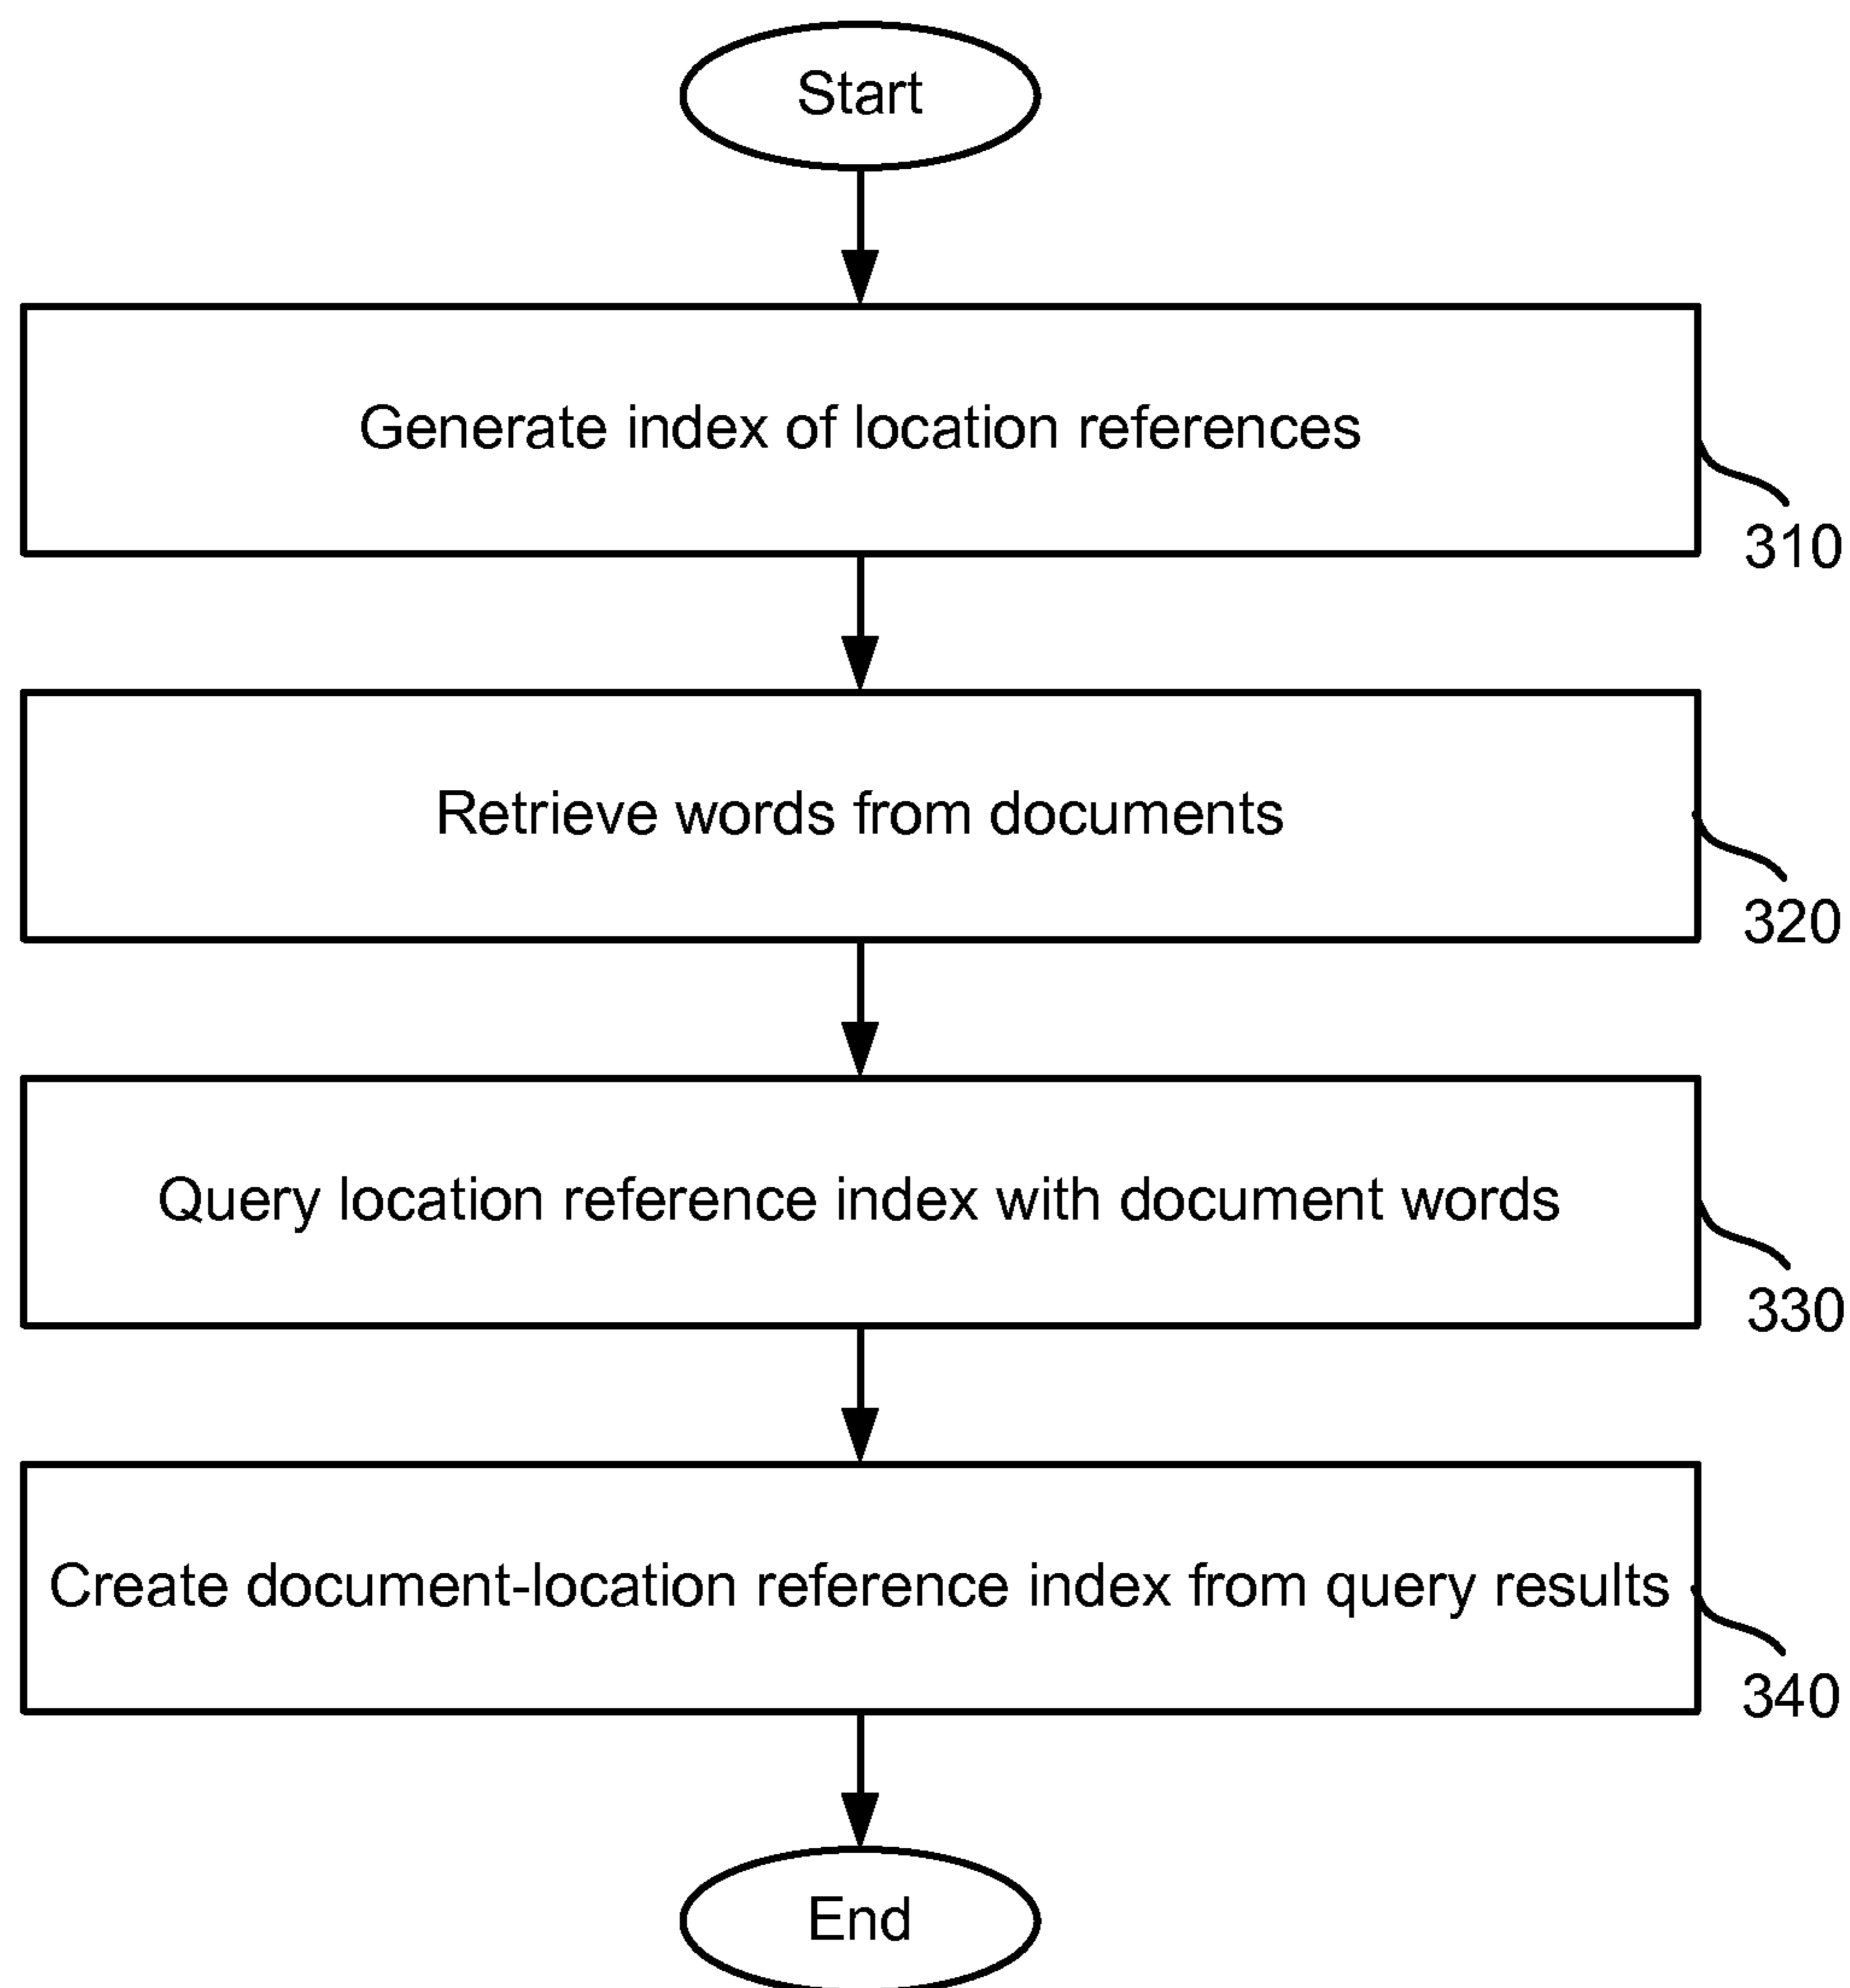 Start
Generate index of location references
310
Retrieve words from documents
320
Query location reference index with document words
330
Create document-location reference index from query results
340
End